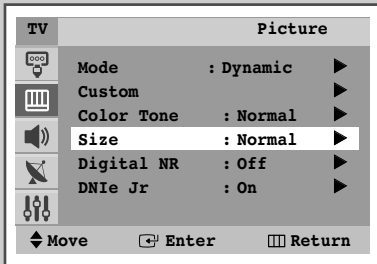 TV Picture
Mode : Dynamic
Custom
Color Tone : Normal
Size : Normal
Digital NR : Off
DNIe Jr : On
Move Enter Return